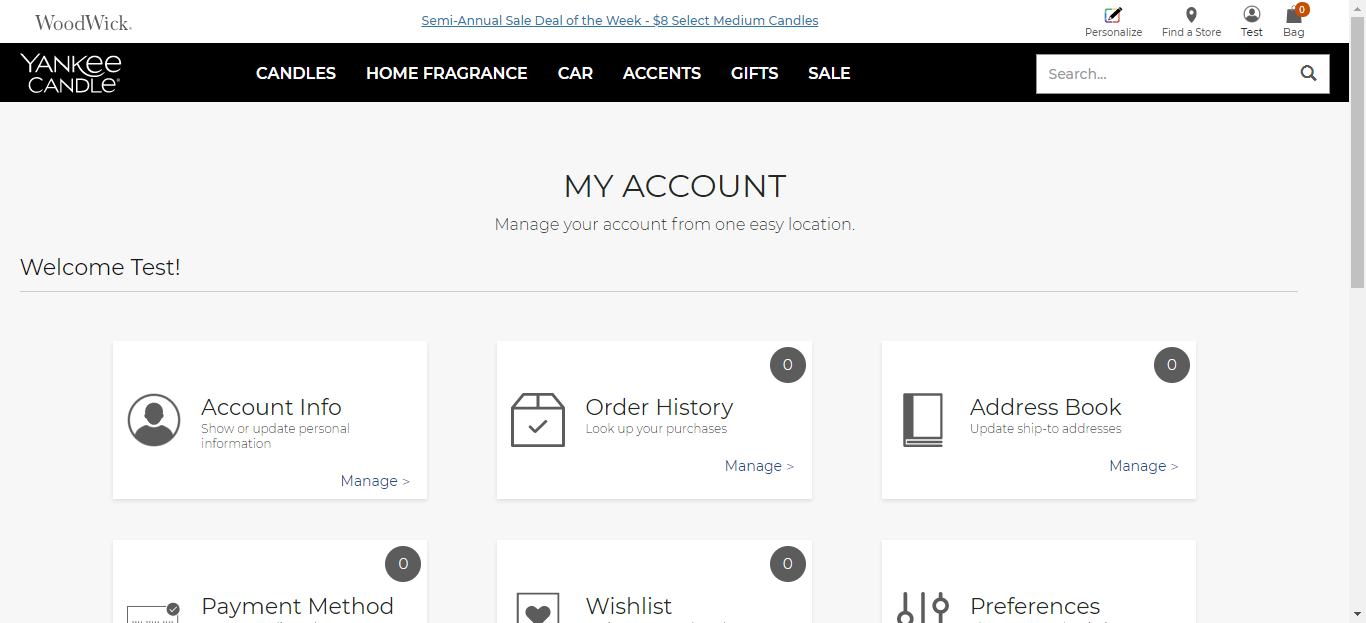 WoodWick.
Semi-Annual Sale Deal of the Week - $8 Select Medium Candles
Personalize
Find a Store
Test
0
Bag
YANKEE CANDLE®
CANDLES
HOME FRAGRANCE
CAR
ACCENTS
GIFTS
SALE
Search...
MY ACCOUNT
Manage your account from one easy location.
Welcome Test!
Account Info
Show or update personal
information
Manage >
0
Order History
Look up your purchases
Manage >
0
Address Book
Update ship-to addresses
Manage >
0
Payment Method
0
Wishlist
Preferences